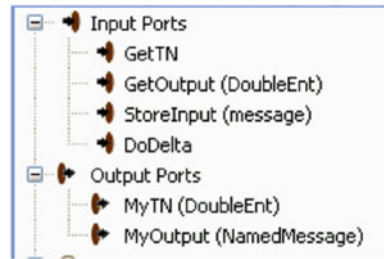 Input Ports
GetTN
GetOutput (DoubleEnt)
StoreInput (message)
DoDelta
Output Ports
MyTN (DoubleEnt)
MyOutput (NamedMessage)